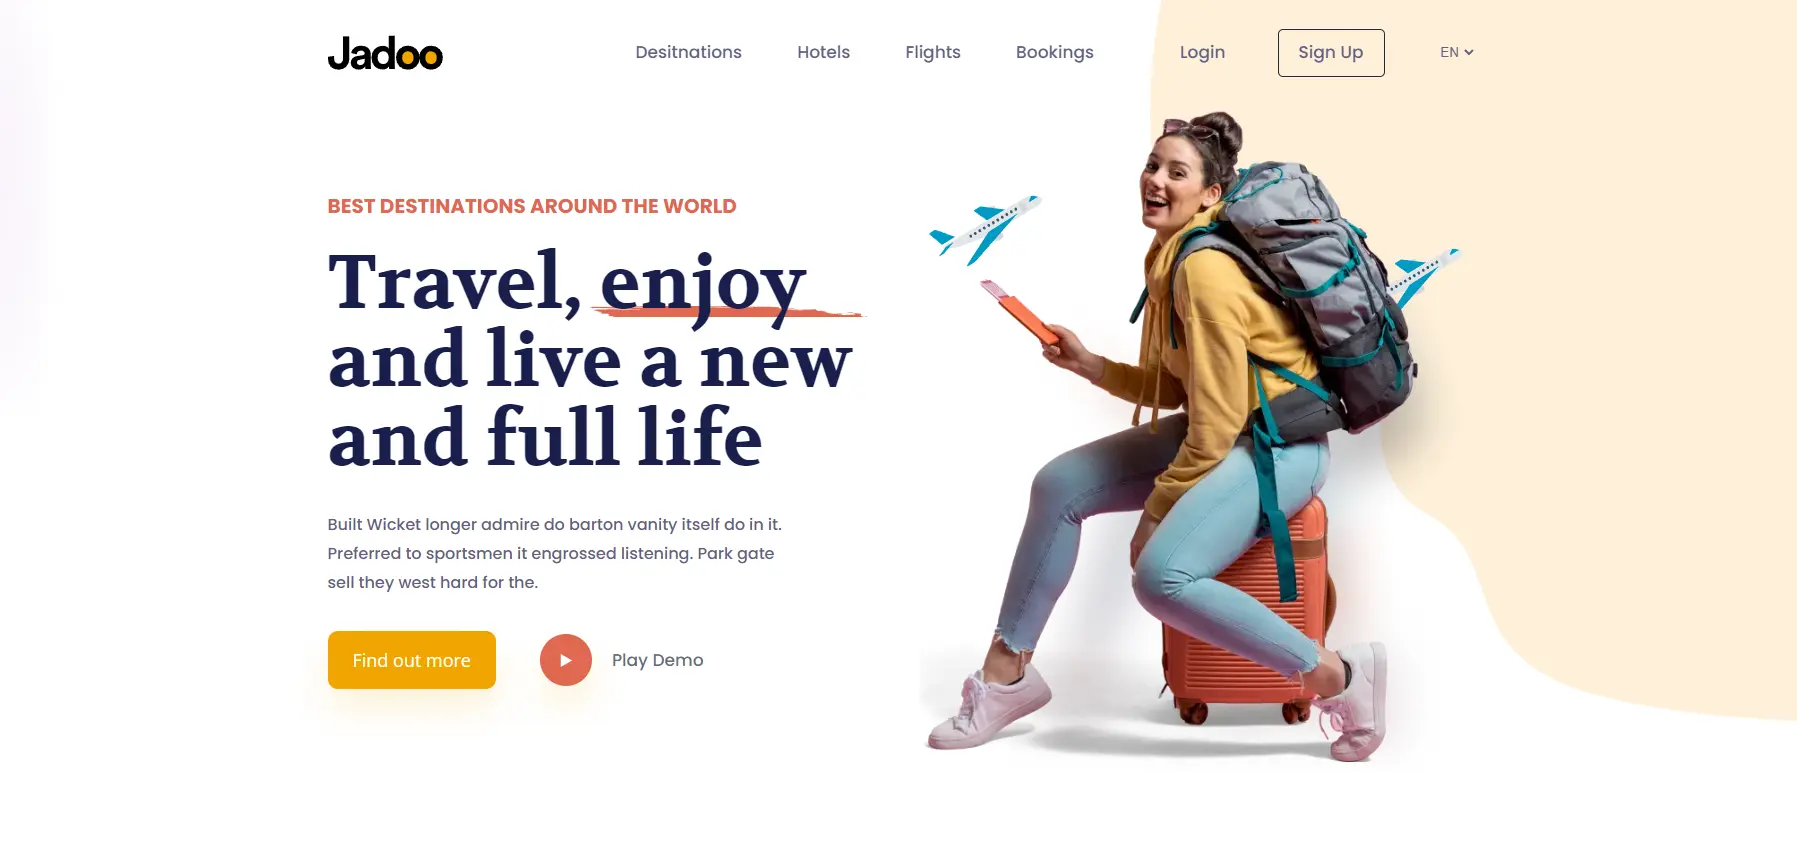 Jadoo
Desitnations
Hotels
Flights
Bookings
Login
Sign Up
EN
BEST DESTINATIONS AROUND THE WORLD
Travel, enjoy
and live a new
and full life
Built Wicket longer admire do barton vanity itself do in it.
Preferred to sportsmen it engrossed listening. Park gate
sell they west hard for the.
Find out more
Play Demo